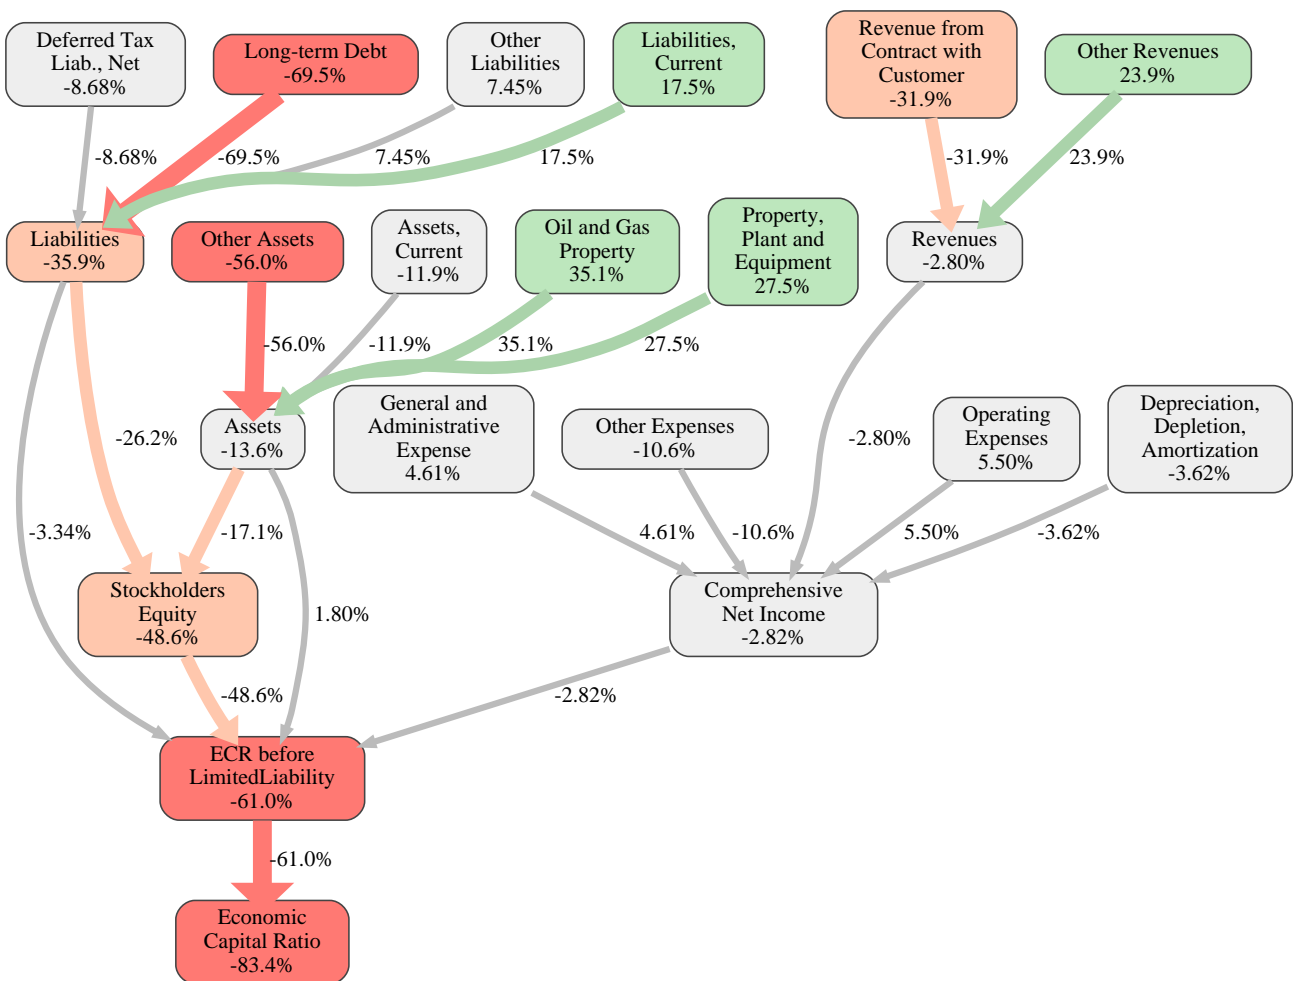 Deferred Tax
Liab., Net
-8.68%
Long-term Debt
-69.5%
Other
Liabilities
7.45%
Liabilities,
Current
17.5%
Revenue from
Contract with
Customer
-31.9%
Other Revenues
23.9%
-8.68%
-69.5%
7.45%
17.5%
-31.9%
23.9%
Liabilities
-35.9%
Other Assets
-56.0%
Assets,
Current
-11.9%
Oil and Gas
Property
35.1%
Property,
Plant and
Equipment
27.5%
Revenues
-2.80%
-56.0%
-11.9%
35.1%
27.5%
Assets
-13.6%
General and
Administrative
Expense
4.61%
Other Expenses
-10.6%
Operating
Expenses
5.50%
Depreciation,
Depletion,
Amortization
-3.62%
-26.2%
-2.80%
-3.34%
-17.1%
4.61%
-10.6%
5.50%
-3.62%
Stockholders
Equity
-48.6%
1.80%
Comprehensive
Net Income
-2.82%
-48.6%
-2.82%
ECR before
LimitedLiability
-61.0%
-61.0%
Economic
Capital Ratio
-83.4%